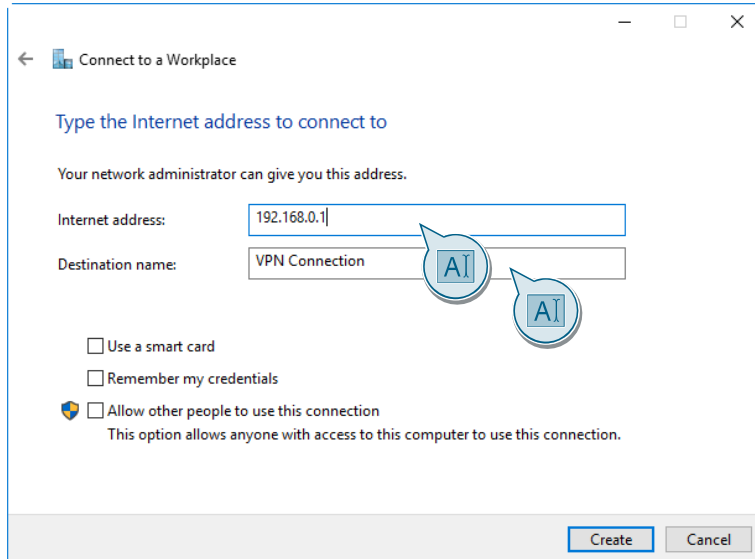 Connect to a Workplace
Type the Internet address to connect to
Your network administrator can give you this address.
Internet address: 192.168.0.1
Destination name: VPN Connection
A
A
Use a smart card
Remember my credentials
Allow other people to use this connection
This option allows anyone with access to this computer to use this connection.
Create Cancel